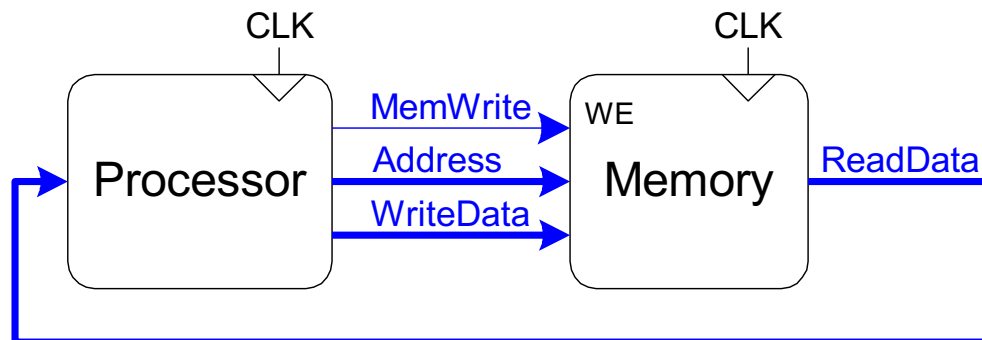 CLK
CLK
MemWrite
WE
Processor
Address
Memory
ReadData
WriteData